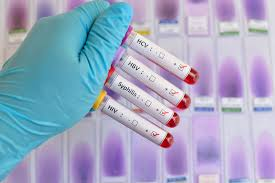 HCV : □ - ☑ +
HBV : □ - ☑ +
Syphilis : □ - ☑ +
HIV : □ - ☑ +